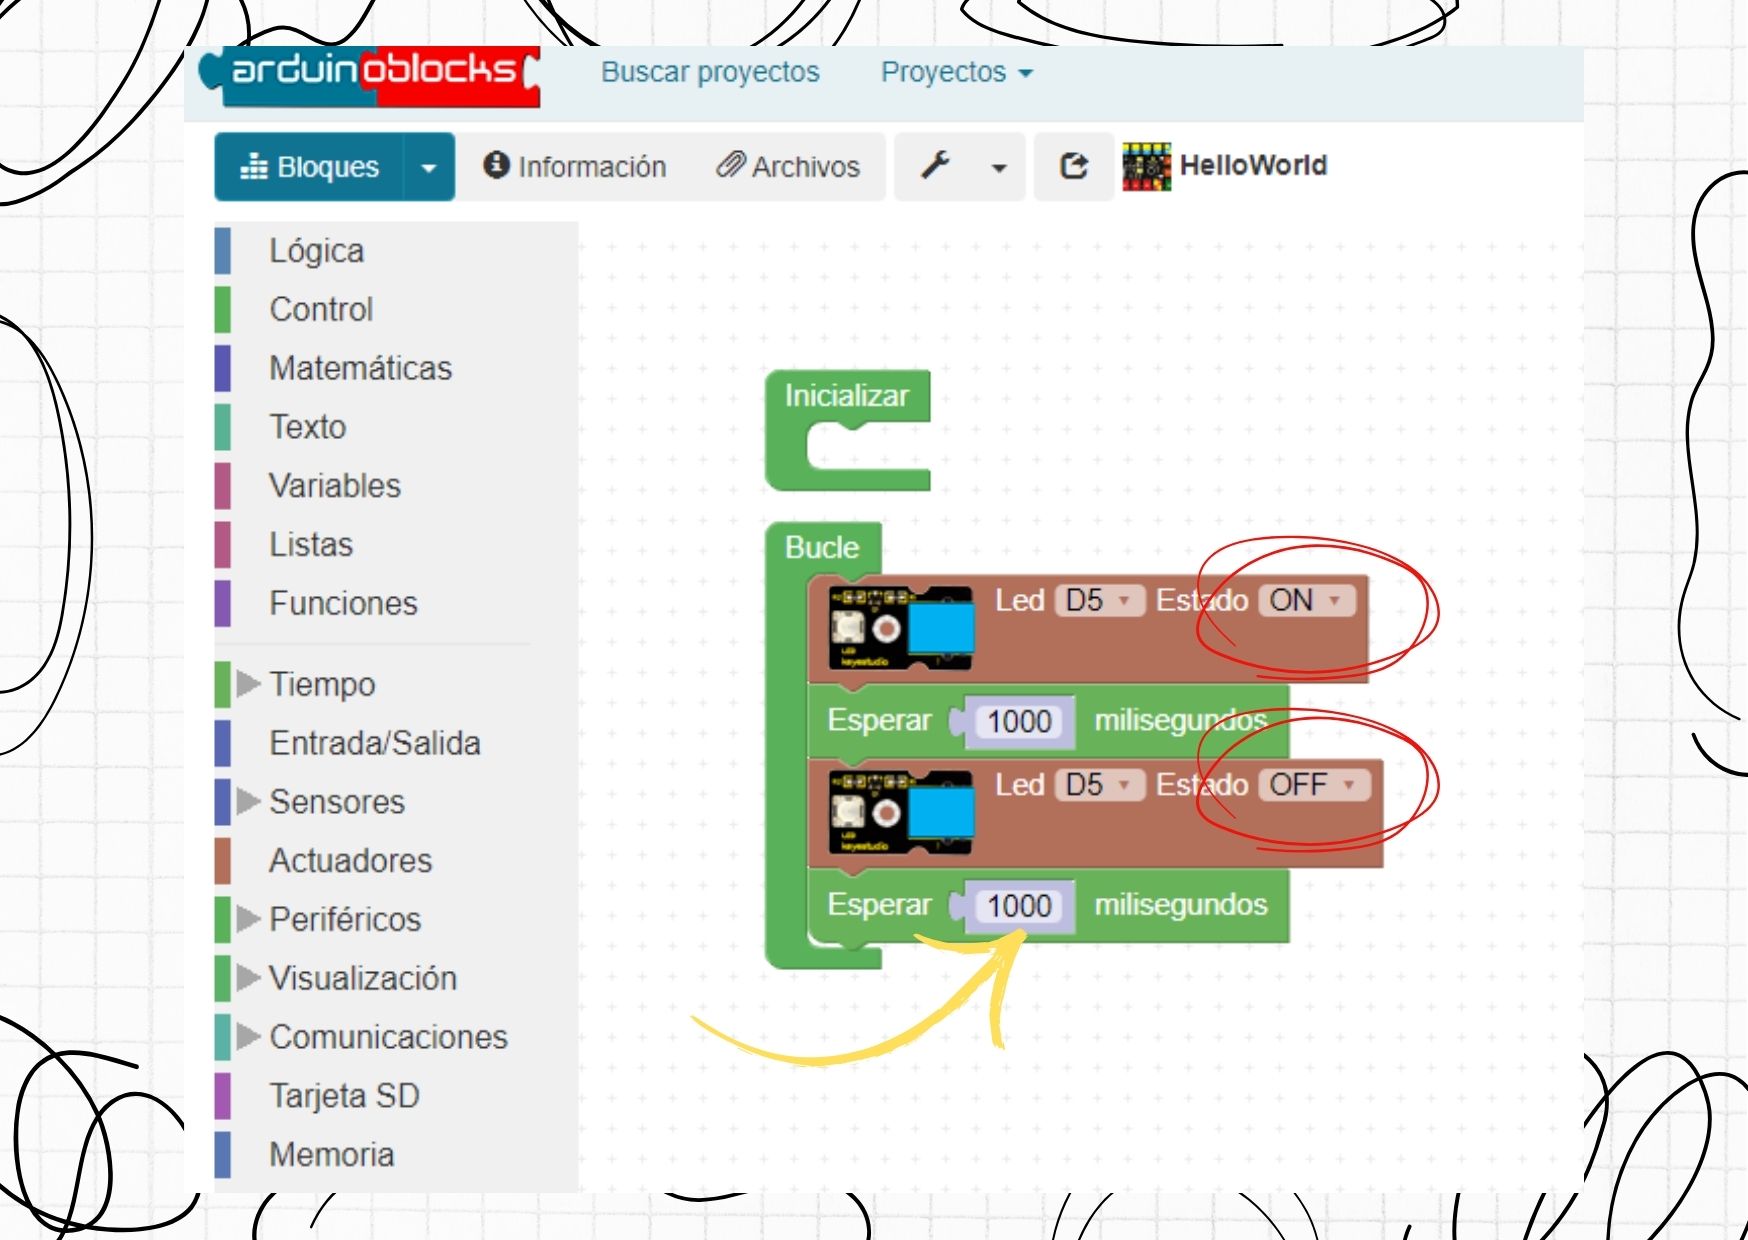 arduinoblocks Buscar proyectos Proyectos
Bloques Información Archivos HelloWorld
Lógica
Control
Matemáticas
Texto
Variables
Listas
Funciones
Tiempo
Entrada/Salida
Sensores
Actuadores
Periféricos
Visualización
Comunicaciones
Tarjeta SD
Memoria
Inicializar
Bucle
Led D5 Estado ON
keyestudio
Esperar 1000 milisegundos
Led D5 Estado OFF
keyestudio
Esperar 1000 milisegundos